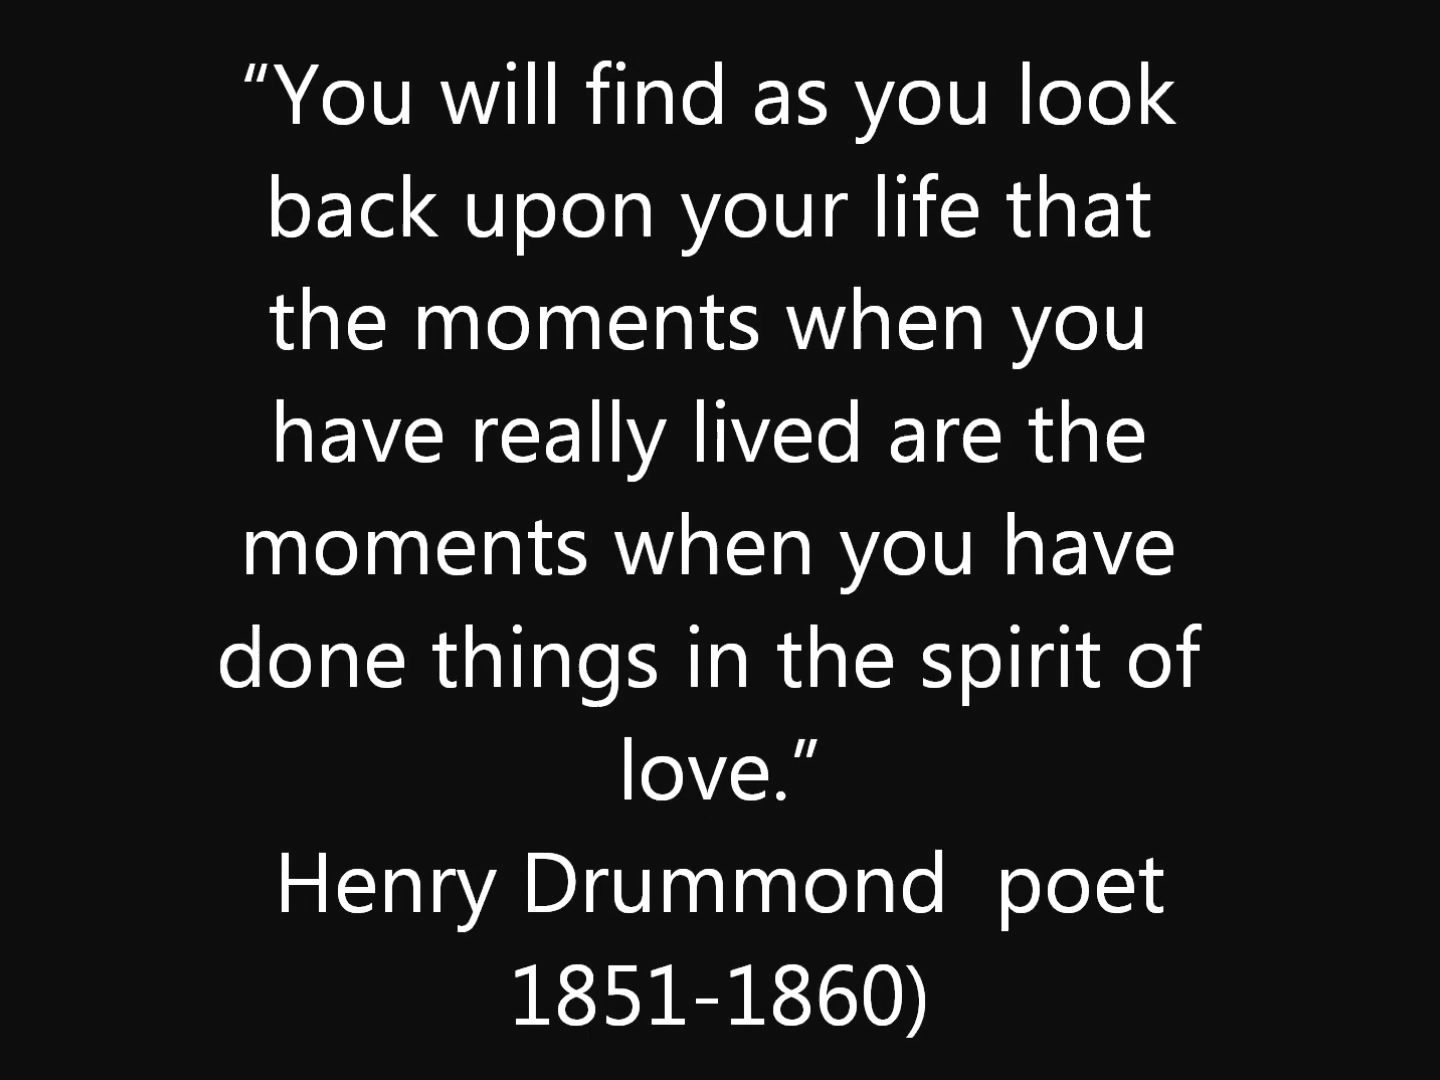 “You will find as you look
back upon your life that
the moments when you
have really lived are the
moments when you have
done things in the spirit of
love.”
Henry Drummond  poet
1851-1860)